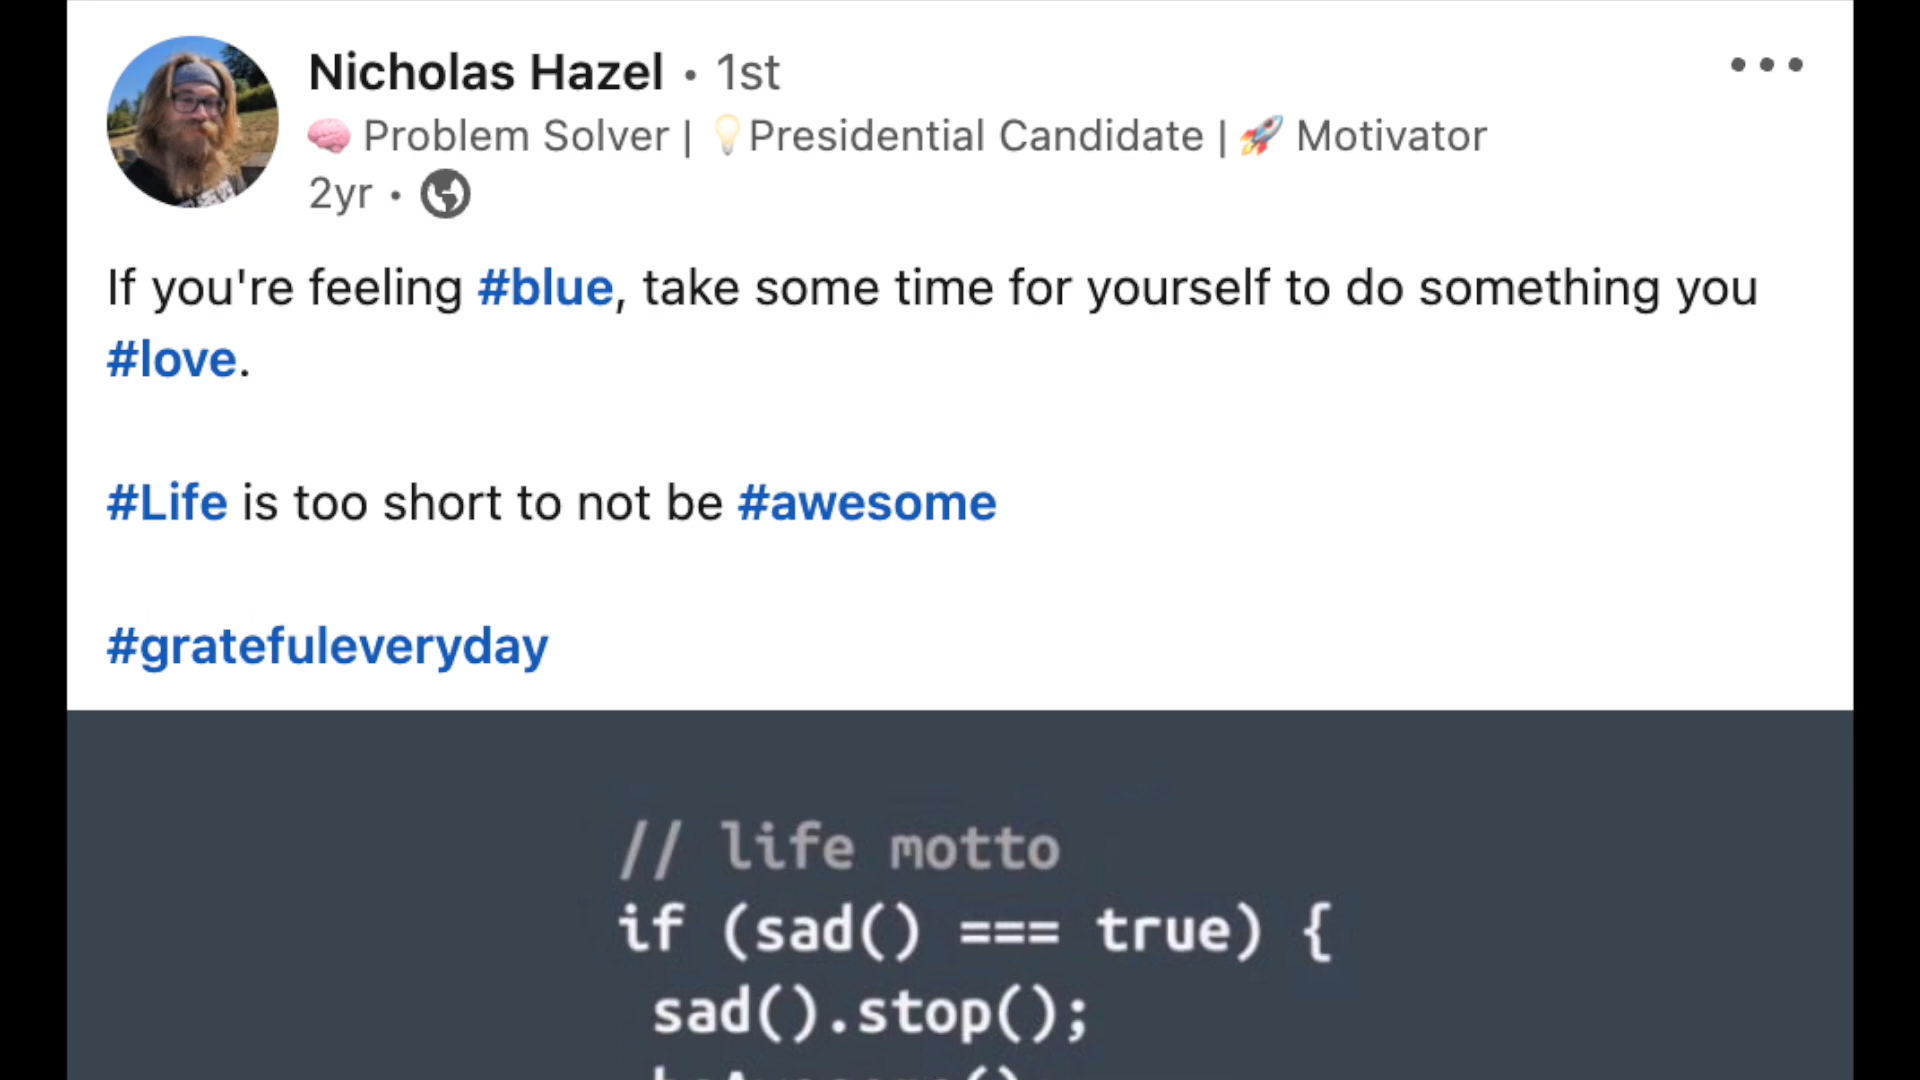 Nicholas Hazel • 1st
🧠 Problem Solver | 💡Presidential Candidate | 🚀 Motivator
2yr •
If you're feeling #blue, take some time for yourself to do something you
#love.
#Life is too short to not be #awesome
#gratefuleveryday
// life motto
if (sad() === true) {
sad().stop();